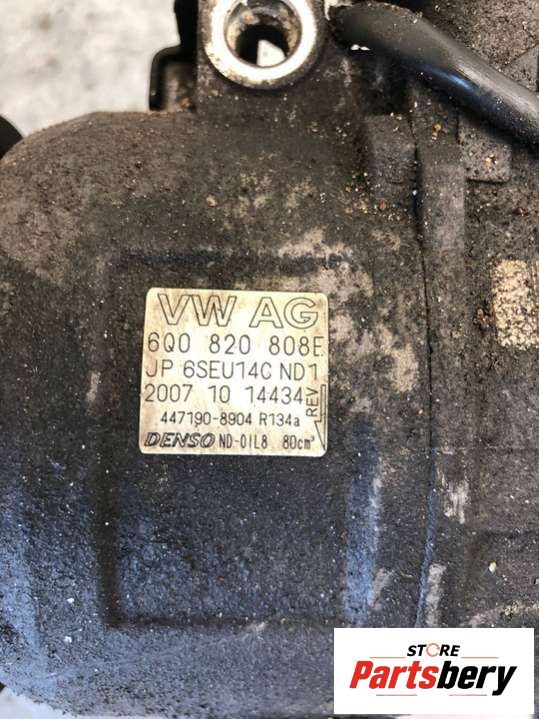 VW AG
6Q0 820 808E
JP 6SEU14C ND1
2007 10 14434
REV
447190-8904 R134a
DENSO ND-OIL8 80cm³
STORE
Partsbery